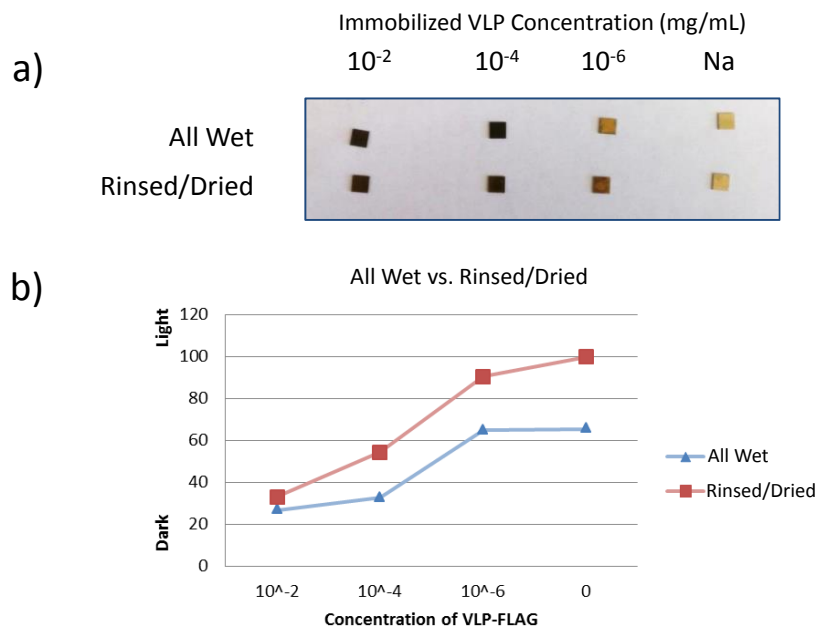 Immobilized VLP Concentration (mg/mL)
a)
10⁻² 10⁻⁴ 10⁻⁶ Na
All Wet
Rinsed/Dried
b)
All Wet vs. Rinsed/Dried
Light
Dark
120
100
80
60
40
20
0
10^-2 10^-4 10^-6 0
Concentration of VLP-FLAG
All Wet
Rinsed/Dried